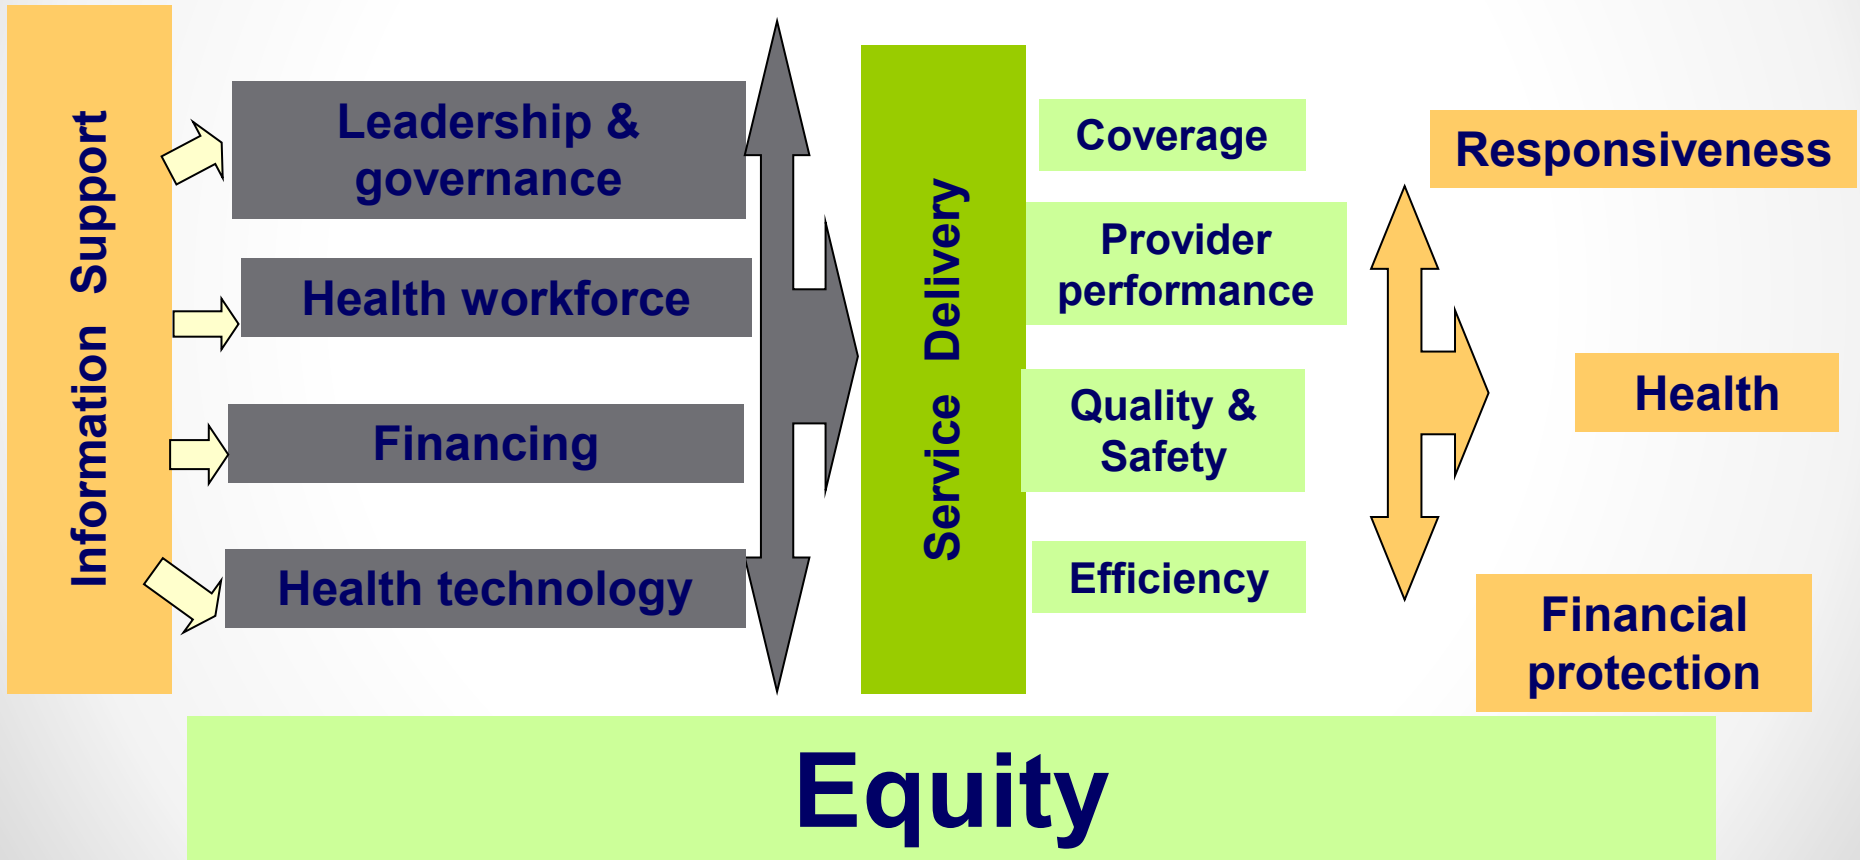 Information Support
Leadership &
governance
Health workforce
Financing
Health technology
Service Delivery
Coverage
Provider
performance
Quality &
Safety
Efficiency
Responsiveness
Health
Financial
protection
Equity